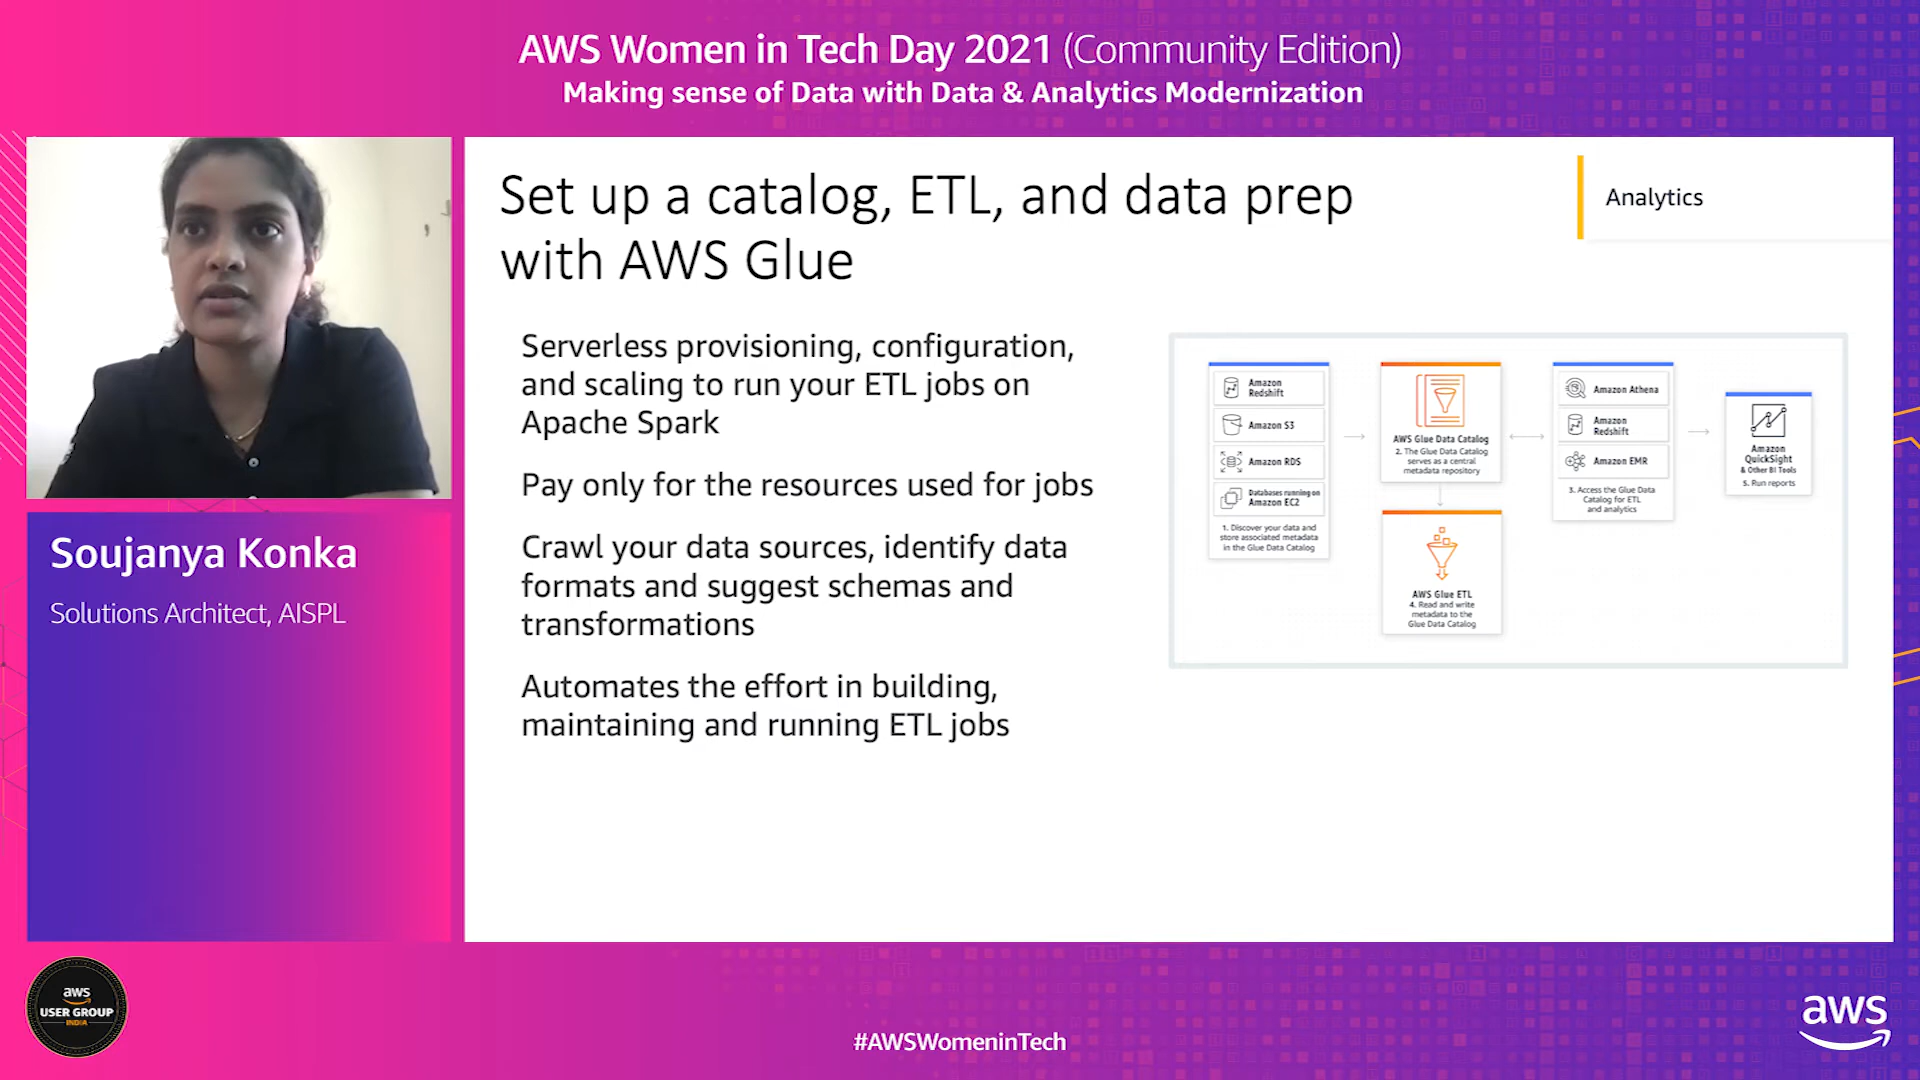 AWS Women in Tech Day 2021 (Community Edition)
Making sense of Data with Data & Analytics Modernization
Soujanya Konka
Solutions Architect, AISPL
Set up a catalog, ETL, and data prep
with AWS Glue
Analytics
Serverless provisioning, configuration,
and scaling to run your ETL jobs on
Apache Spark
Pay only for the resources used for jobs
Crawl your data sources, identify data
formats and suggest schemas and
transformations
Automates the effort in building,
maintaining and running ETL jobs
Amazon
Redshift
Amazon S3
Amazon RDS
Databases running on
Amazon EC2
1. Discover your data and
store associated metadata
in the Glue Data Catalog
AWS Glue Data Catalog
2. The Glue Data Catalog
serves as a central
metadata repository
AWS Glue ETL
4. Read and write
metadata to the
Glue Data Catalog
Amazon Athena
Amazon
Redshift
Amazon EMR
3. Access the Glue Data
Catalog for ETL
and analytics
Amazon
QuickSight
& Other BI Tools
5. Run reports
aws
USER GROUP
INDIA
#AWSWomeninTech
aws